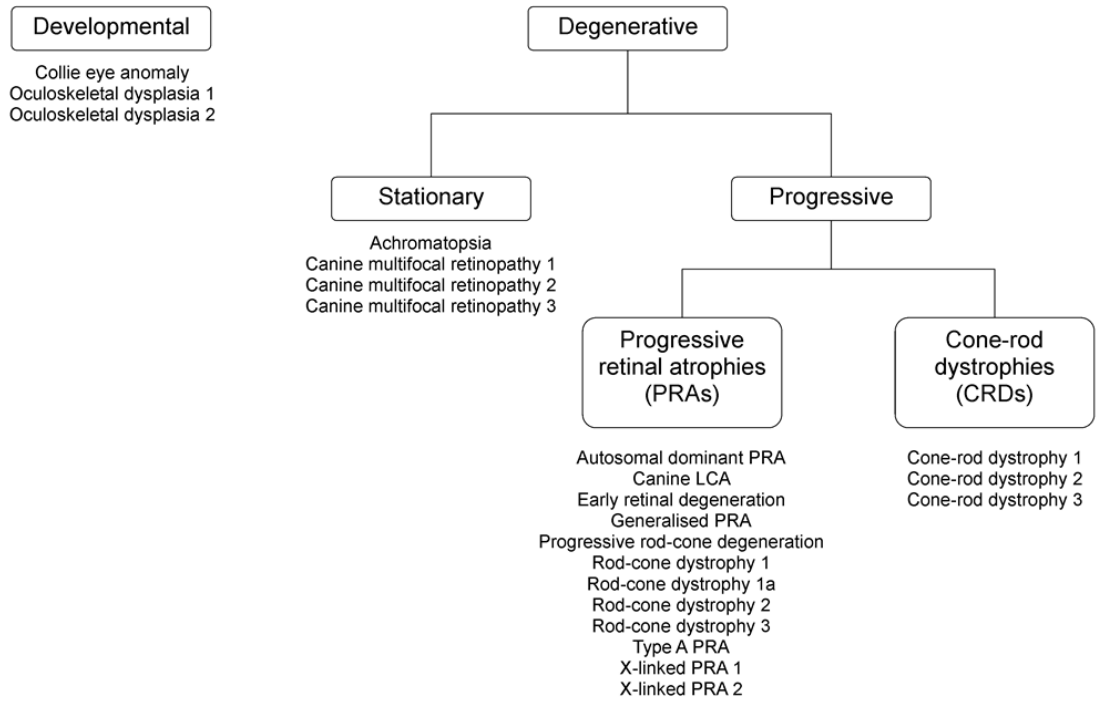 Developmental
Collie eye anomaly
Oculoskeletal dysplasia 1
Oculoskeletal dysplasia 2
Degenerative
Stationary
Achromatopsia
Canine multifocal retinopathy 1
Canine multifocal retinopathy 2
Canine multifocal retinopathy 3
Progressive
Progressive
retinal atrophies
(PRAs)
Autosomal dominant PRA
Canine LCA
Early retinal degeneration
Generalised PRA
Progressive rod-cone degeneration
Rod-cone dystrophy 1
Rod-cone dystrophy 1a
Rod-cone dystrophy 2
Rod-cone dystrophy 3
Type A PRA
X-linked PRA 1
X-linked PRA 2
Cone-rod
dystrophies
(CRDs)
Cone-rod dystrophy 1
Cone-rod dystrophy 2
Cone-rod dystrophy 3